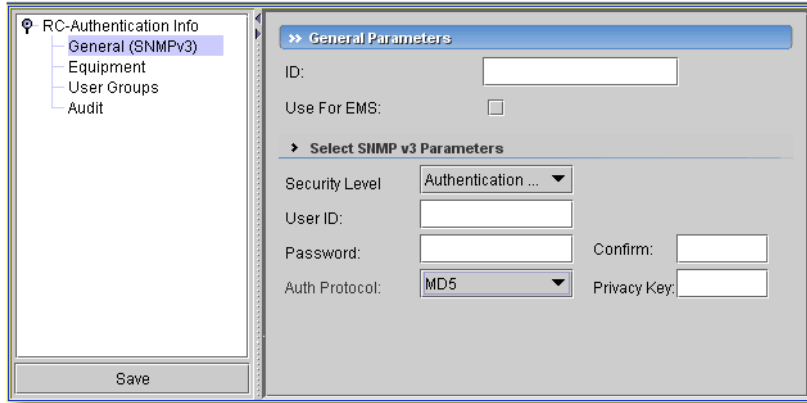 RC-Authentication Info
General (SNMPv3)
Equipment
User Groups
Audit
Save
>> General Parameters
ID:
Use For EMS:
> Select SNMP v3 Parameters
Security Level Authentication ...
User ID:
Password: Confirm:
Auth Protocol: MD5 Privacy Key: